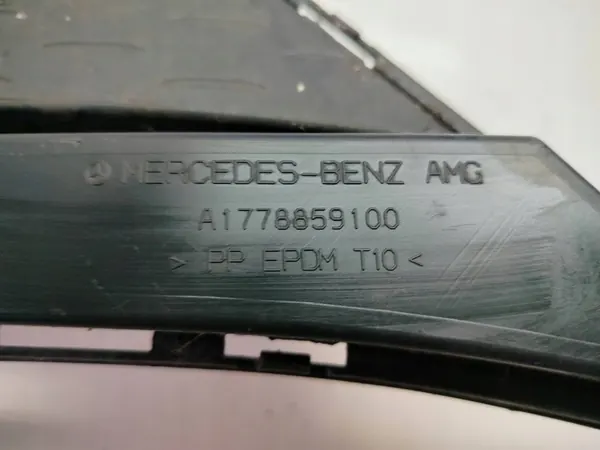 MERCEDES-BENZ AMG
A1778859100
> PP EPDM T10 <